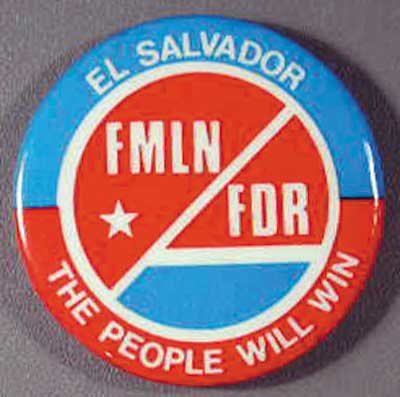 EL SALVADOR
FMLN
FDR
THE PEOPLE WILL WIN